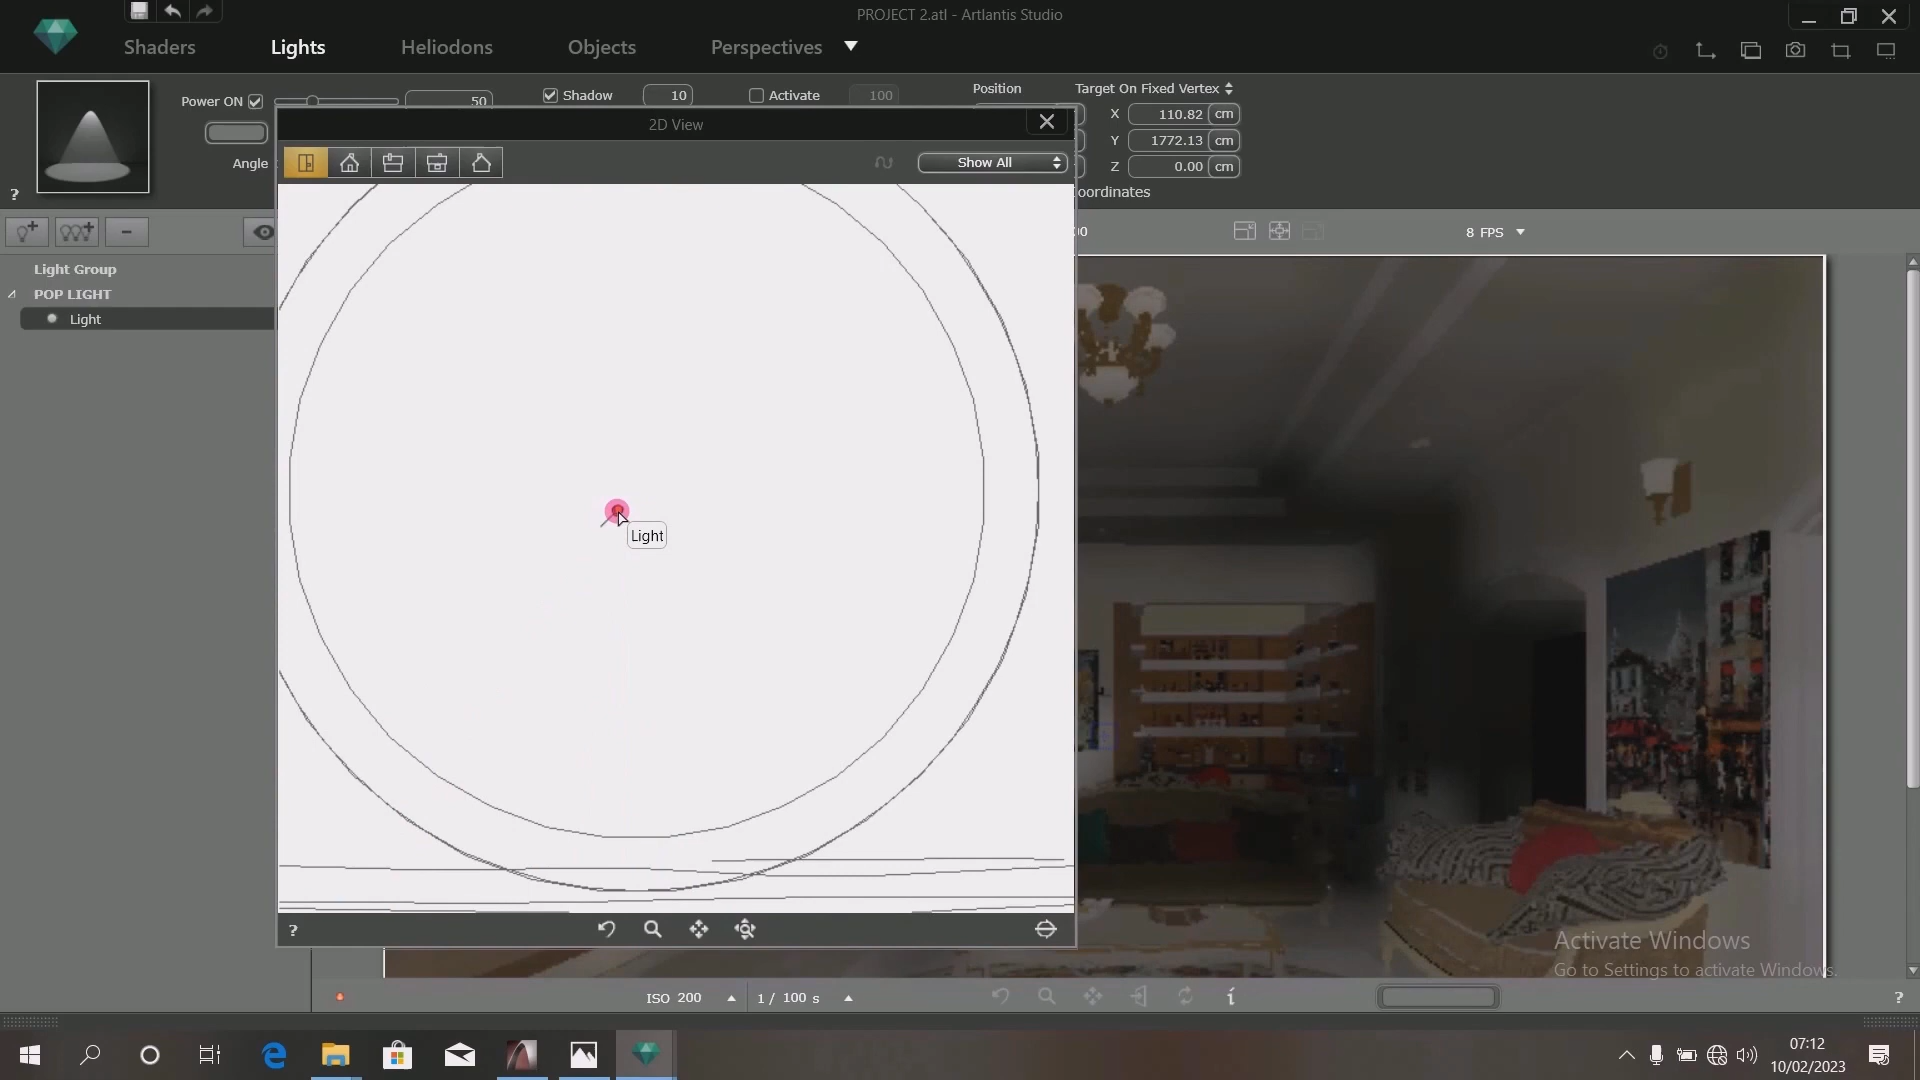 PROJECT 2.atl - Artlantis Studio
Shaders
Lights
Heliodons
Objects
Perspectives
Power ON
50
Shadow
10
Activate
100
Position
Target On Fixed Vertex
X 110.82 cm
Y 1772.13 cm
Z 0.00 cm
oordinates
Angle
?
2D View
Show All
00
8 FPS
Light Group
POP LIGHT
Light
Light
?
ISO 200
1 / 100 s
i
?
Activate Windows
Go to Settings to activate Windows.
07:12
10/02/2023